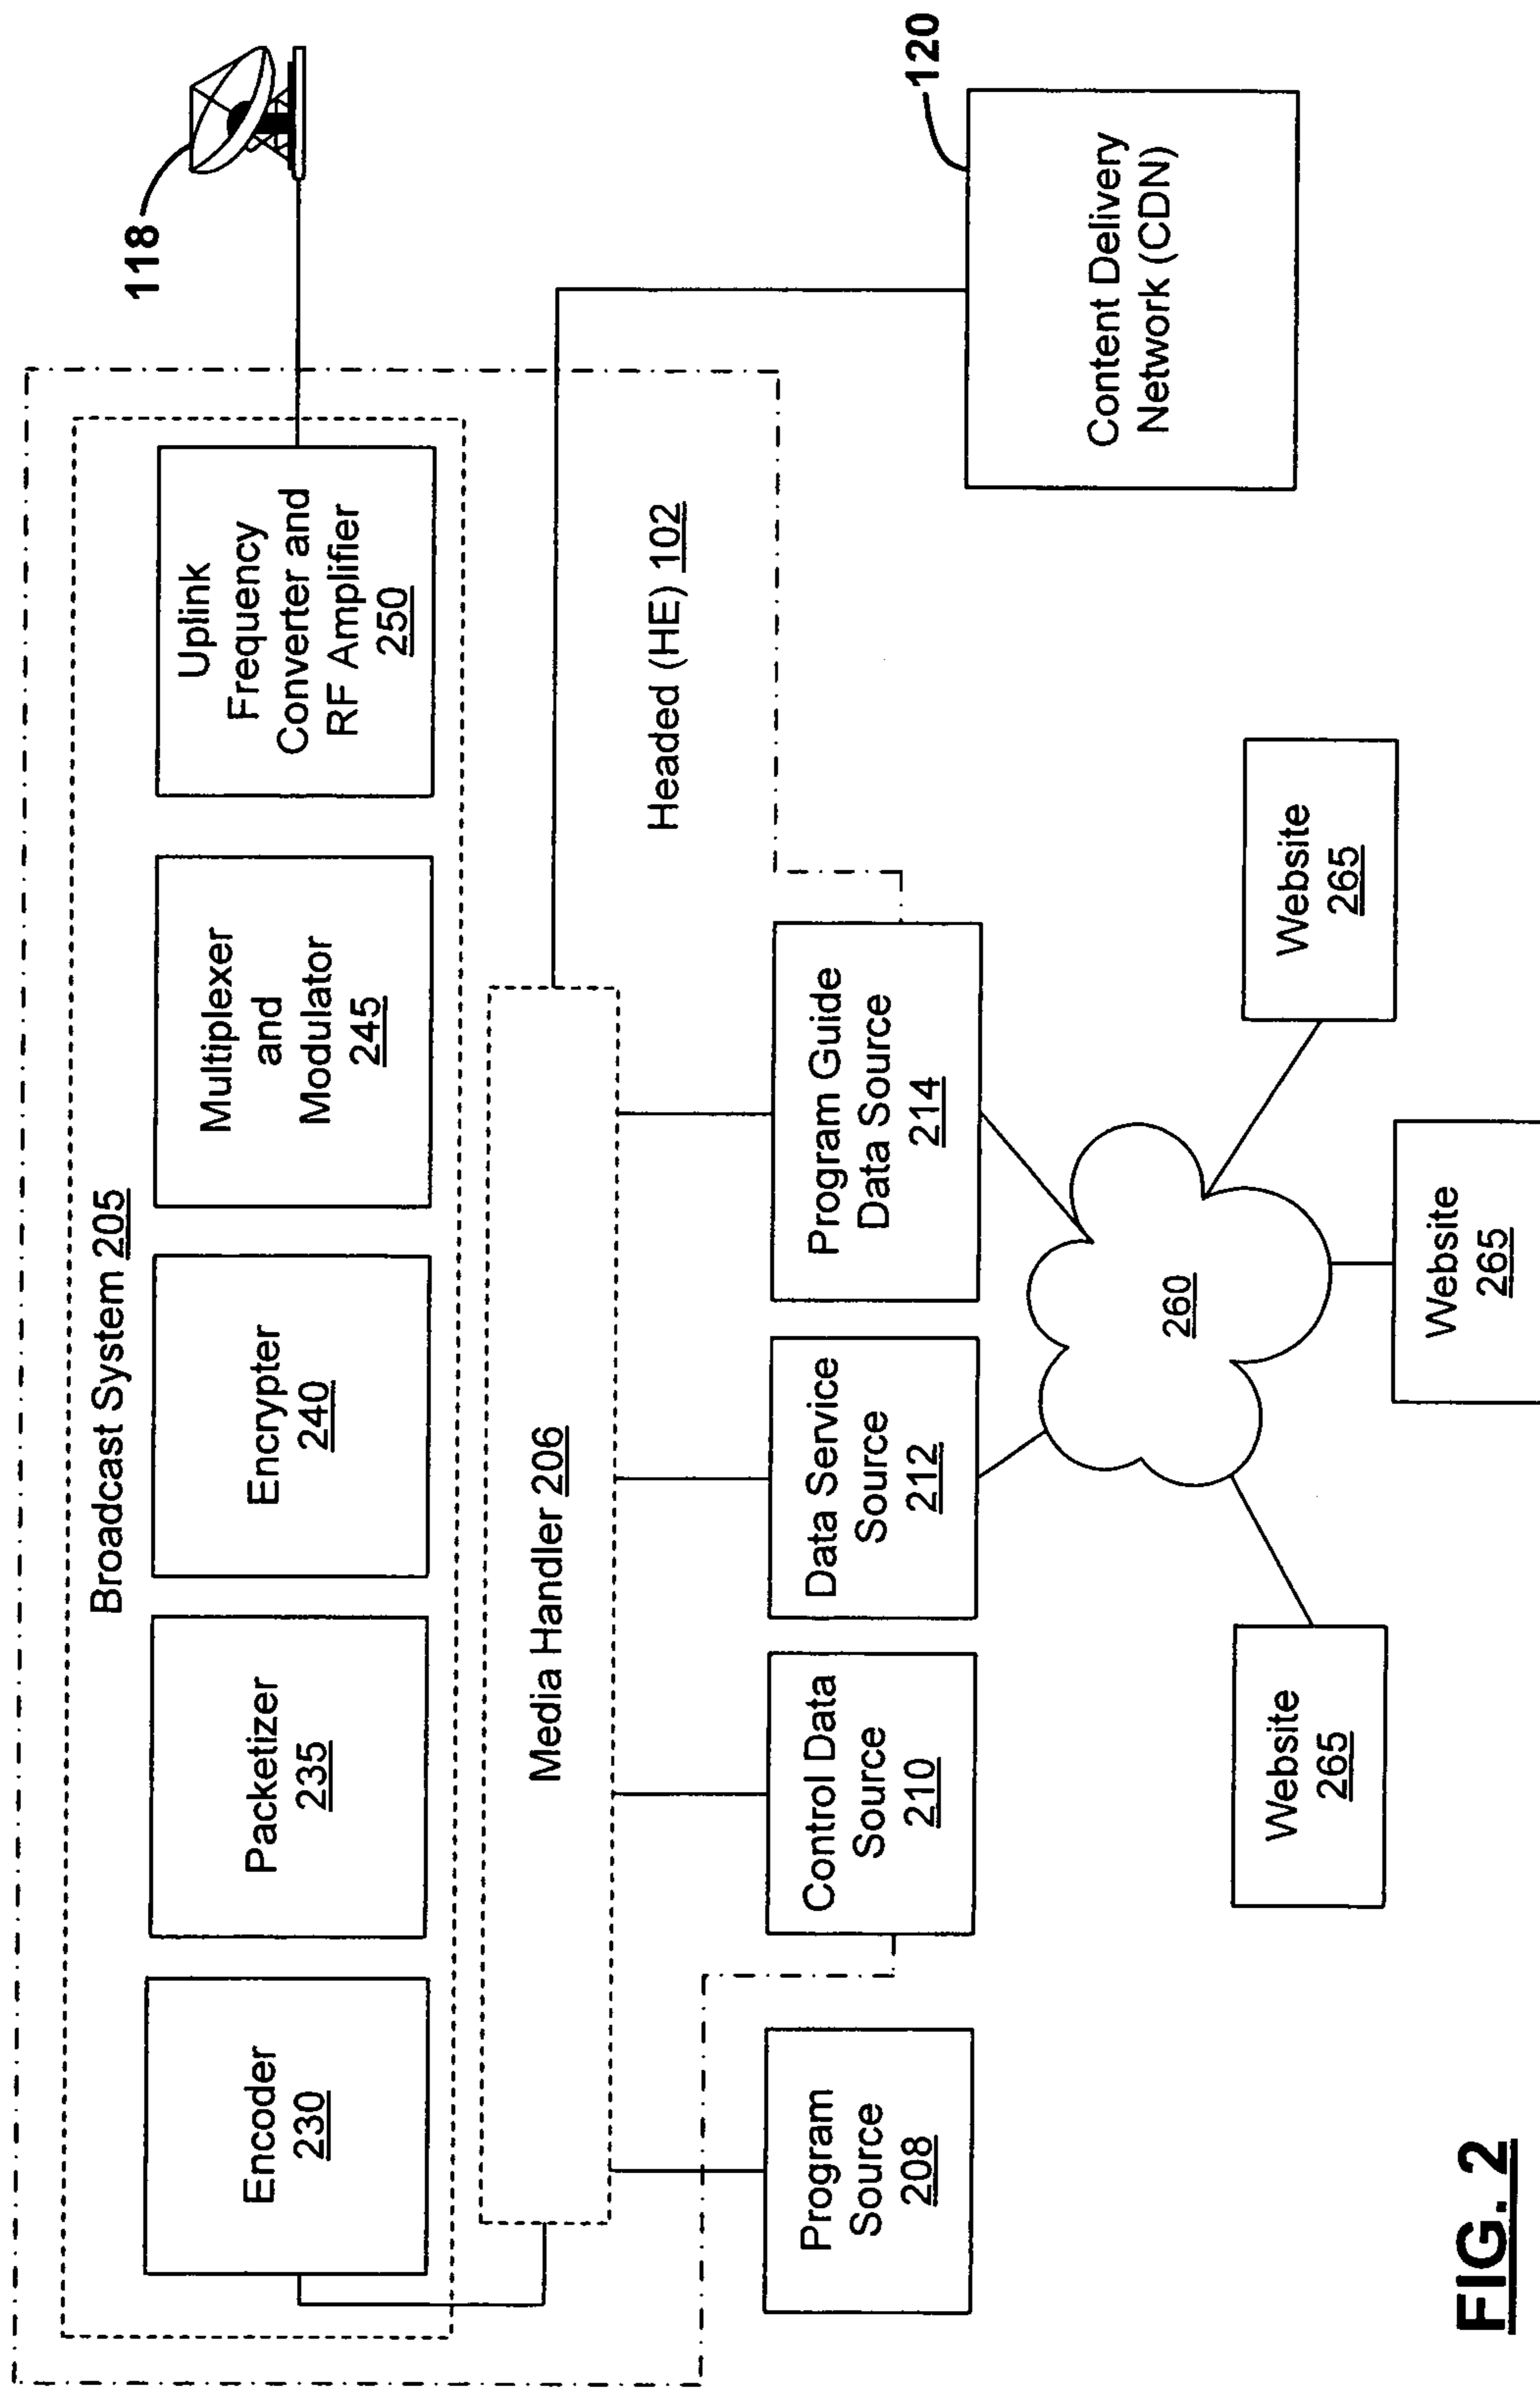 118
Broadcast System 205
Encoder
230
Packetizer
235
Encrypter
240
Multiplexer
and
Modulator
245
Uplink
Frequency
Converter and
RF Amplifier
250
Media Handler 206
Headed (HE) 102
120
Content Delivery
Network (CDN)
Program
Source
208
Control Data
Source
210
Data Service
Source
212
Program Guide
Data Source
214
260
Website
265
Website
265
Website
265
FIG. 2